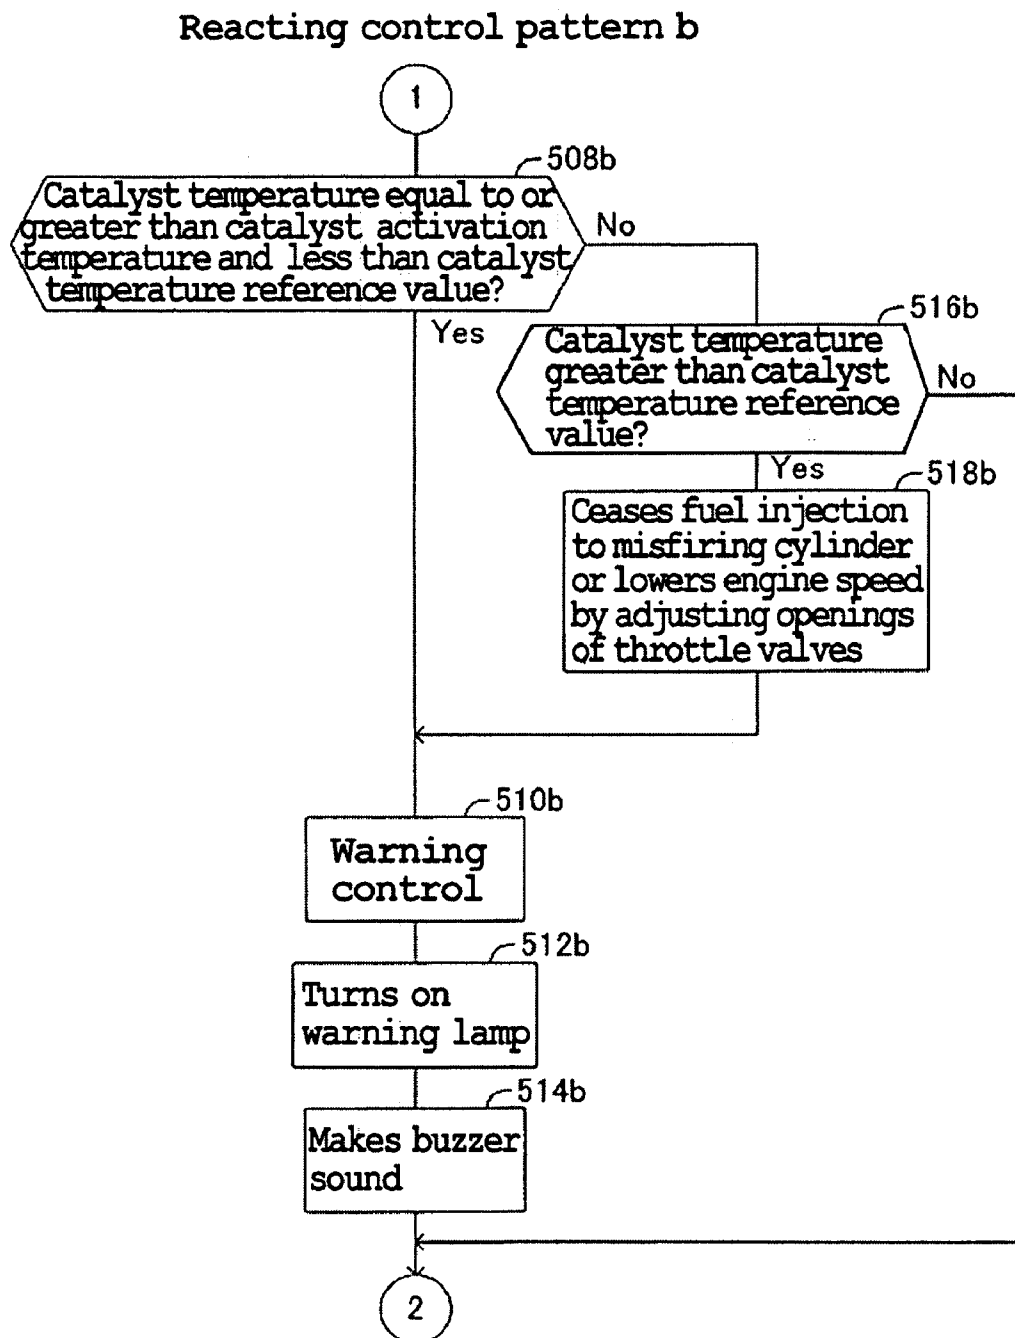 Reacting control pattern b
1
508b
Catalyst temperature equal to or
greater than catalyst activation
temperature and less than catalyst
temperature reference value?
No
Yes
516b
Catalyst temperature
greater than catalyst
temperature reference
value?
No
Yes
518b
Ceases fuel injection
to misfiring cylinder
or lowers engine speed
by adjusting openings
of throttle valves
510b
Warning
control
512b
Turns on
warning lamp
514b
Makes buzzer
sound
2